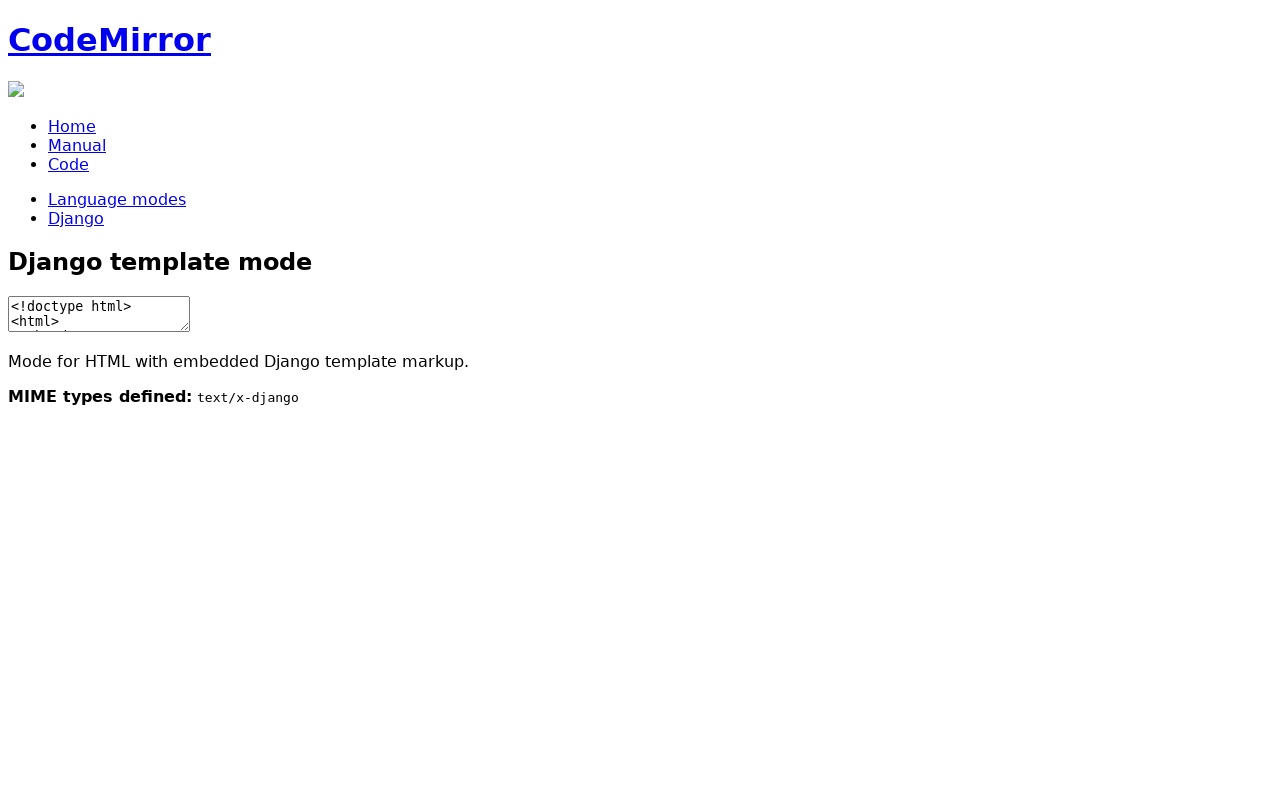 CodeMirror
Home
Manual
Code
Language modes
Django
Django template mode
<!doctype html>
<html>
Mode for HTML with embedded Django template markup.
MIME types defined: text/x-django